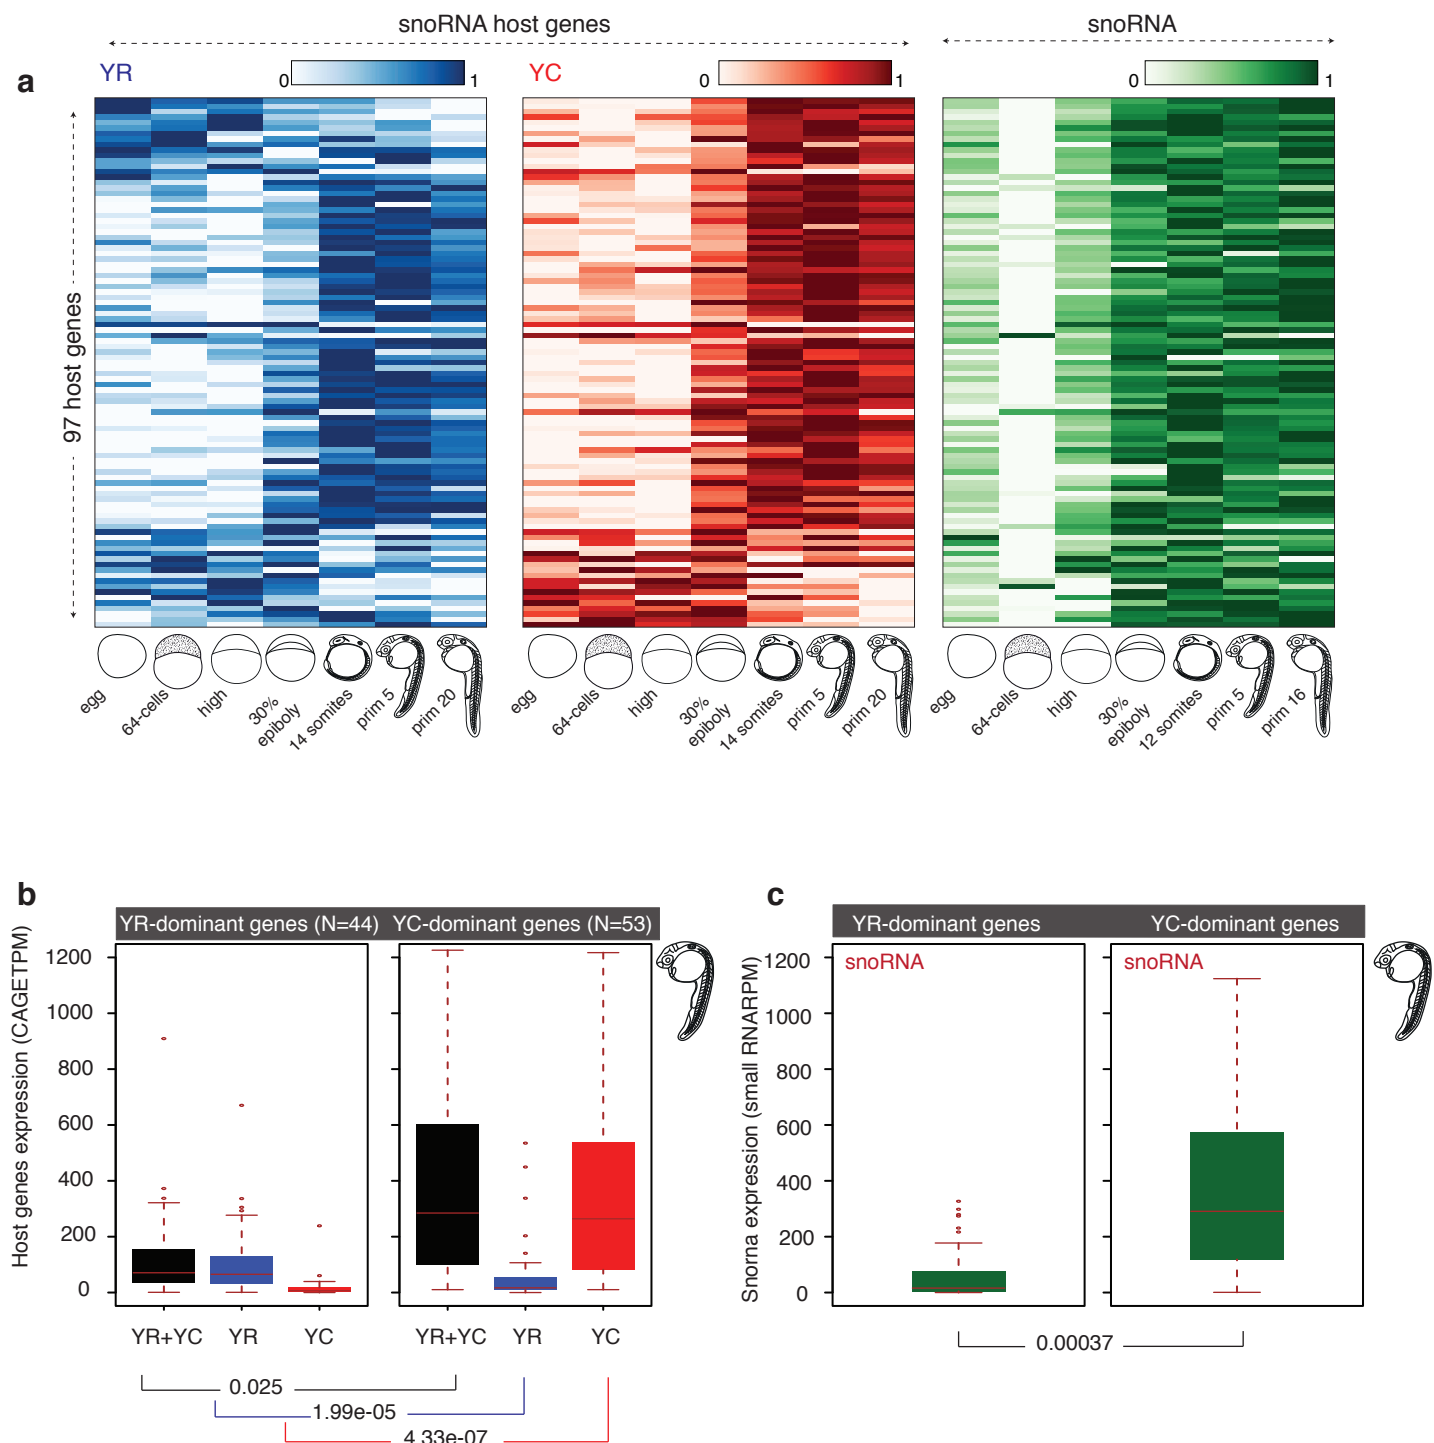 snoRNA host genes
snoRNA
a
YR
0
1
YC
0
1
0
1
97 host genes
egg
64-cells
high
30%
epiboly
14 somites
prim 5
prim 20
egg
64-cells
high
30%
epiboly
14 somites
prim 5
prim 20
egg
64-cells
high
30%
epiboly
12 somites
prim 5
prim 16
b
YR-dominant genes (N=44)
YC-dominant genes (N=53)
Host genes expression (CAGETPM)
1200
1000
800
600
400
200
0
YR+YC
YR
YC
YR+YC
YR
YC
0.025
1.99e-05
4.33e-07
c
YR-dominant genes
YC-dominant genes
snoRNA
snoRNA
Snorna expression (small RNARPM)
1200
1000
800
600
400
200
0
0.00037